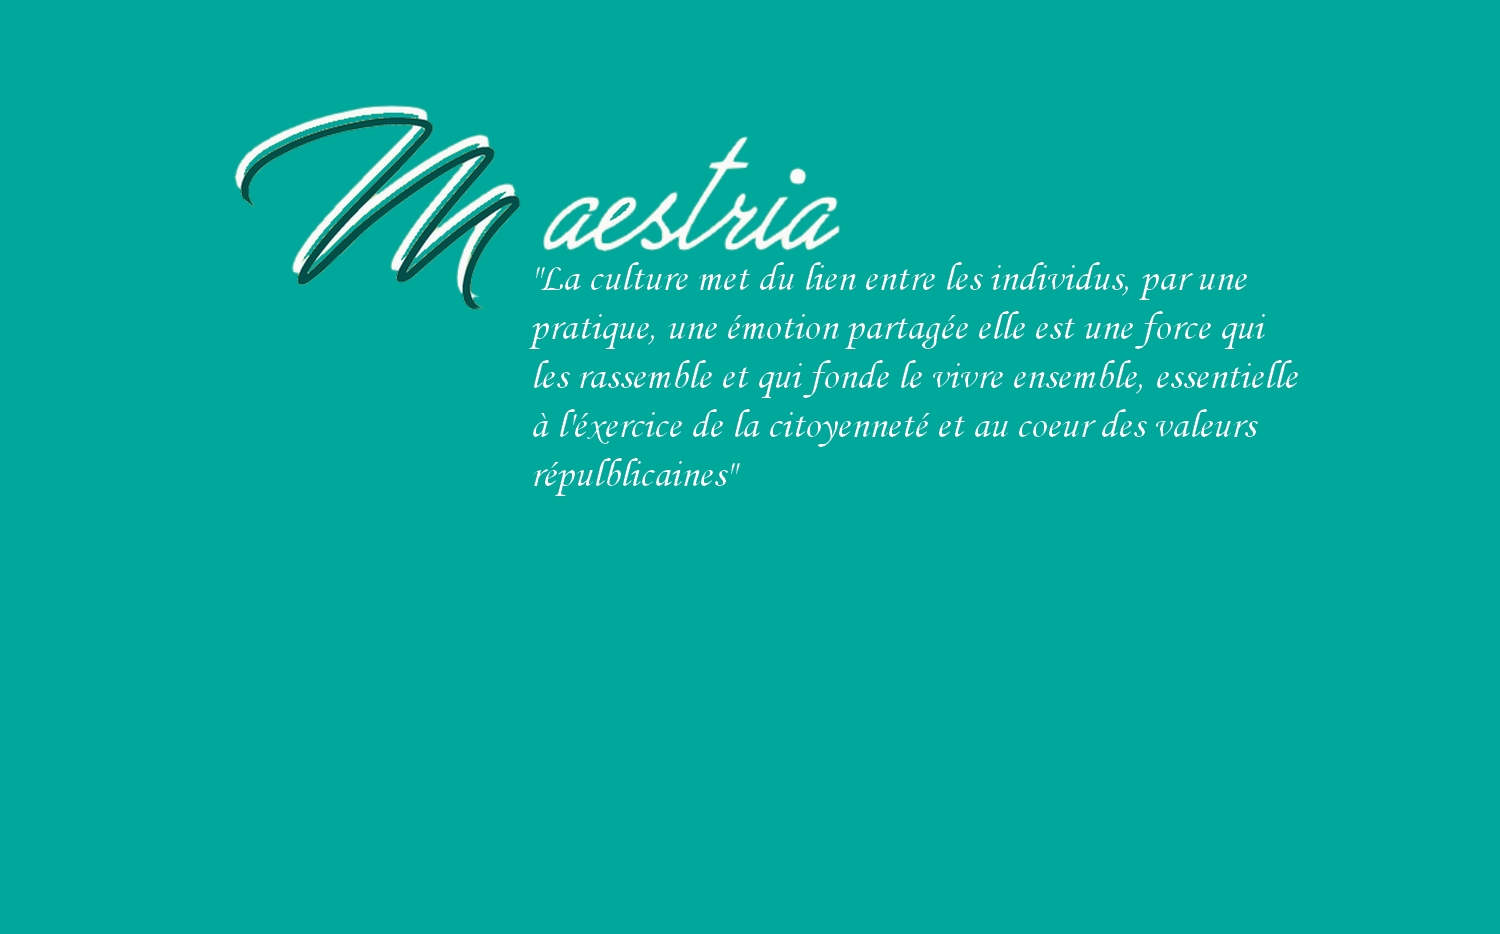 Maestria
"La culture met du lien entre les individus, par une
pratique, une émotion partagée elle est une force qui
les rassemble et qui fonde le vivre ensemble, essentielle
à l'éxercice de la citoyenneté et au coeur des valeurs
répulblicaines"